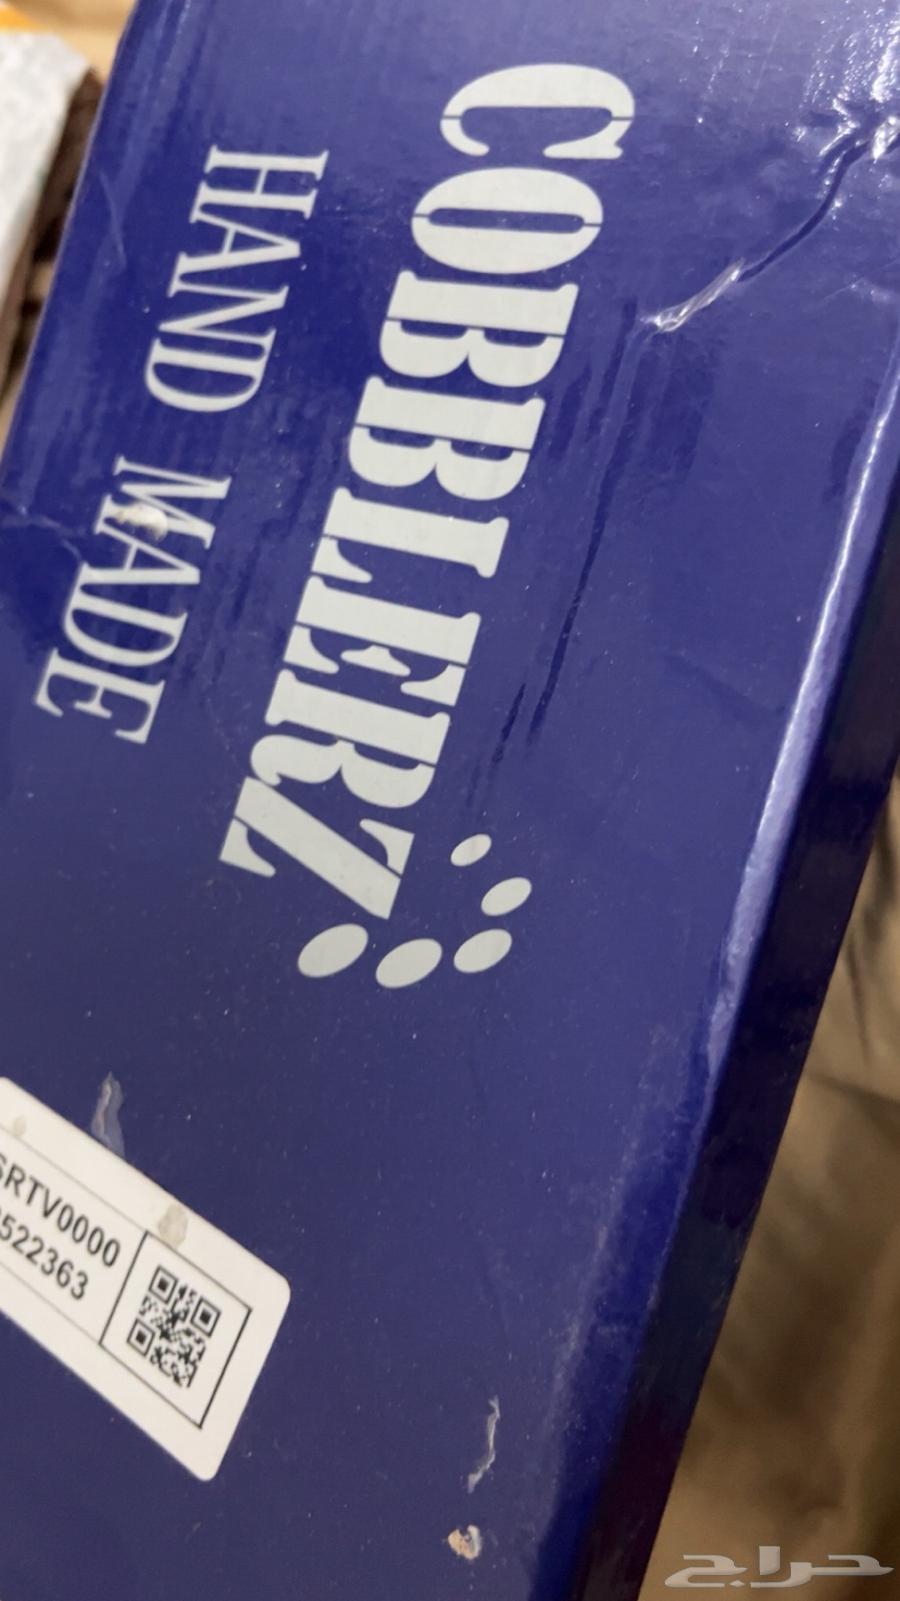 COBBLERZ
HAND MADE
SRTV0000
522363
حراج